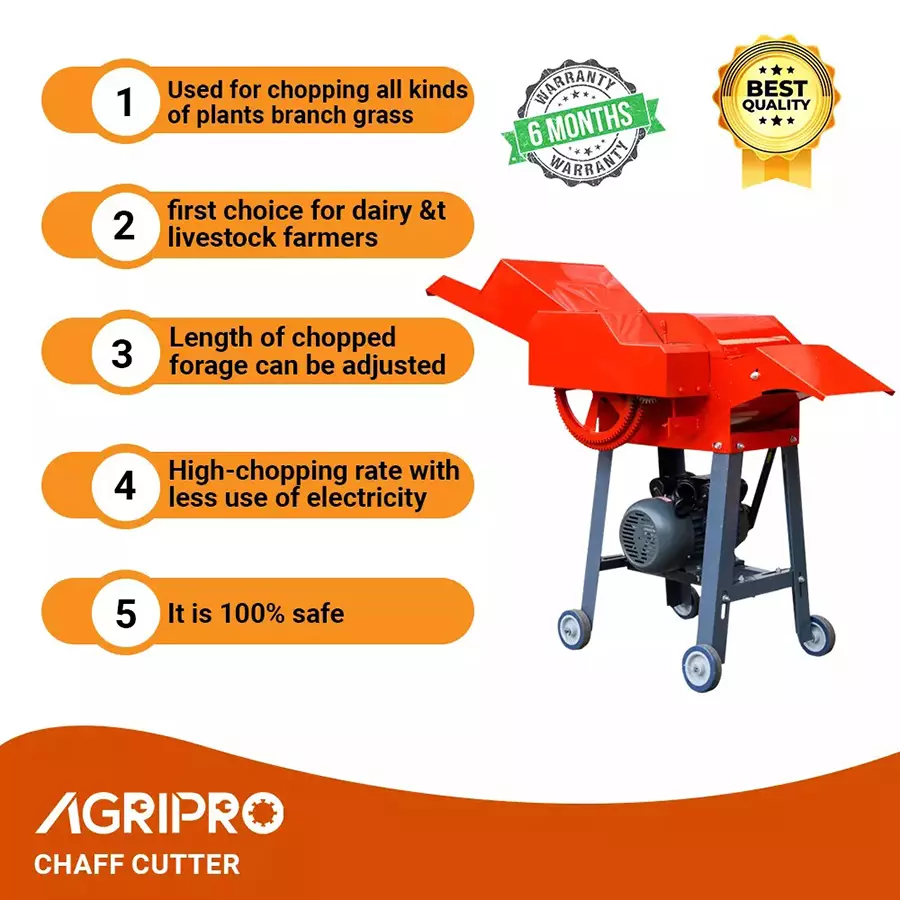 1
Used for chopping all kinds
of plants branch grass
WARRANTY
6 MONTHS
WARRANTY
BEST
QUALITY
2
first choice for dairy &t
livestock farmers
3
Length of chopped
forage can be adjusted
4
High-chopping rate with
less use of electricity
5
It is 100% safe
AGRIPRO
CHAFF CUTTER